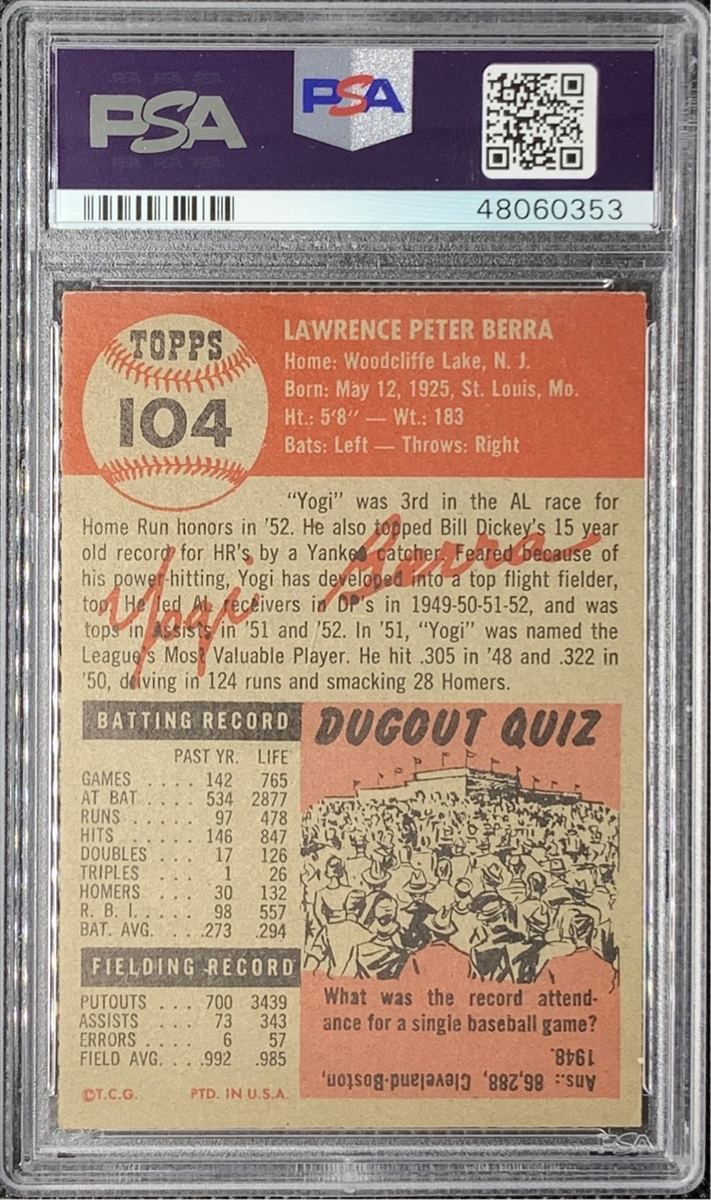 PSA
PSA
48060353
TOPPS
104
LAWRENCE PETER BERRA
Home: Woodcliffe Lake, N. J.
Born: May 12, 1925, St. Louis, Mo.
Ht.: 5'8" — Wt.: 183
Bats: Left — Throws: Right
"Yogi" was 3rd in the AL race for
Home Run honors in '52. He also topped Bill Dickey's 15 year
old record for HR's by a Yankee catcher. Feared because of
his power-hitting, Yogi has developed into a top flight fielder,
too. He led AL receivers in DP's in 1949-50-51-52, and was
tops in Assists in '51 and '52. In '51, "Yogi" was named the
League's Most Valuable Player. He hit .305 in '48 and .322 in
'50, driving in 124 runs and smacking 28 Homers.
Yogi Berra
BATTING RECORD
PAST YR. LIFE
GAMES . . . . 142 765
AT BAT . . . . 534 2877
RUNS . . . . 97 478
HITS . . . . 146 847
DOUBLES . . . 17 126
TRIPLES . . . 1 26
HOMERS . . . 30 132
R. B. I. . . . . 98 557
BAT. AVG. . . .273 .294
FIELDING RECORD
PUTOUTS . . . 700 3439
ASSISTS . . . 73 343
ERRORS . . . . 6 57
FIELD AVG. . . .992 .985
©T.C.G. PTD. IN U.S.A.
DUGOUT QUIZ
What was the record attend-
ance for a single baseball game?
Ans.: 86,288, Cleveland-Boston,
1948.
PSA